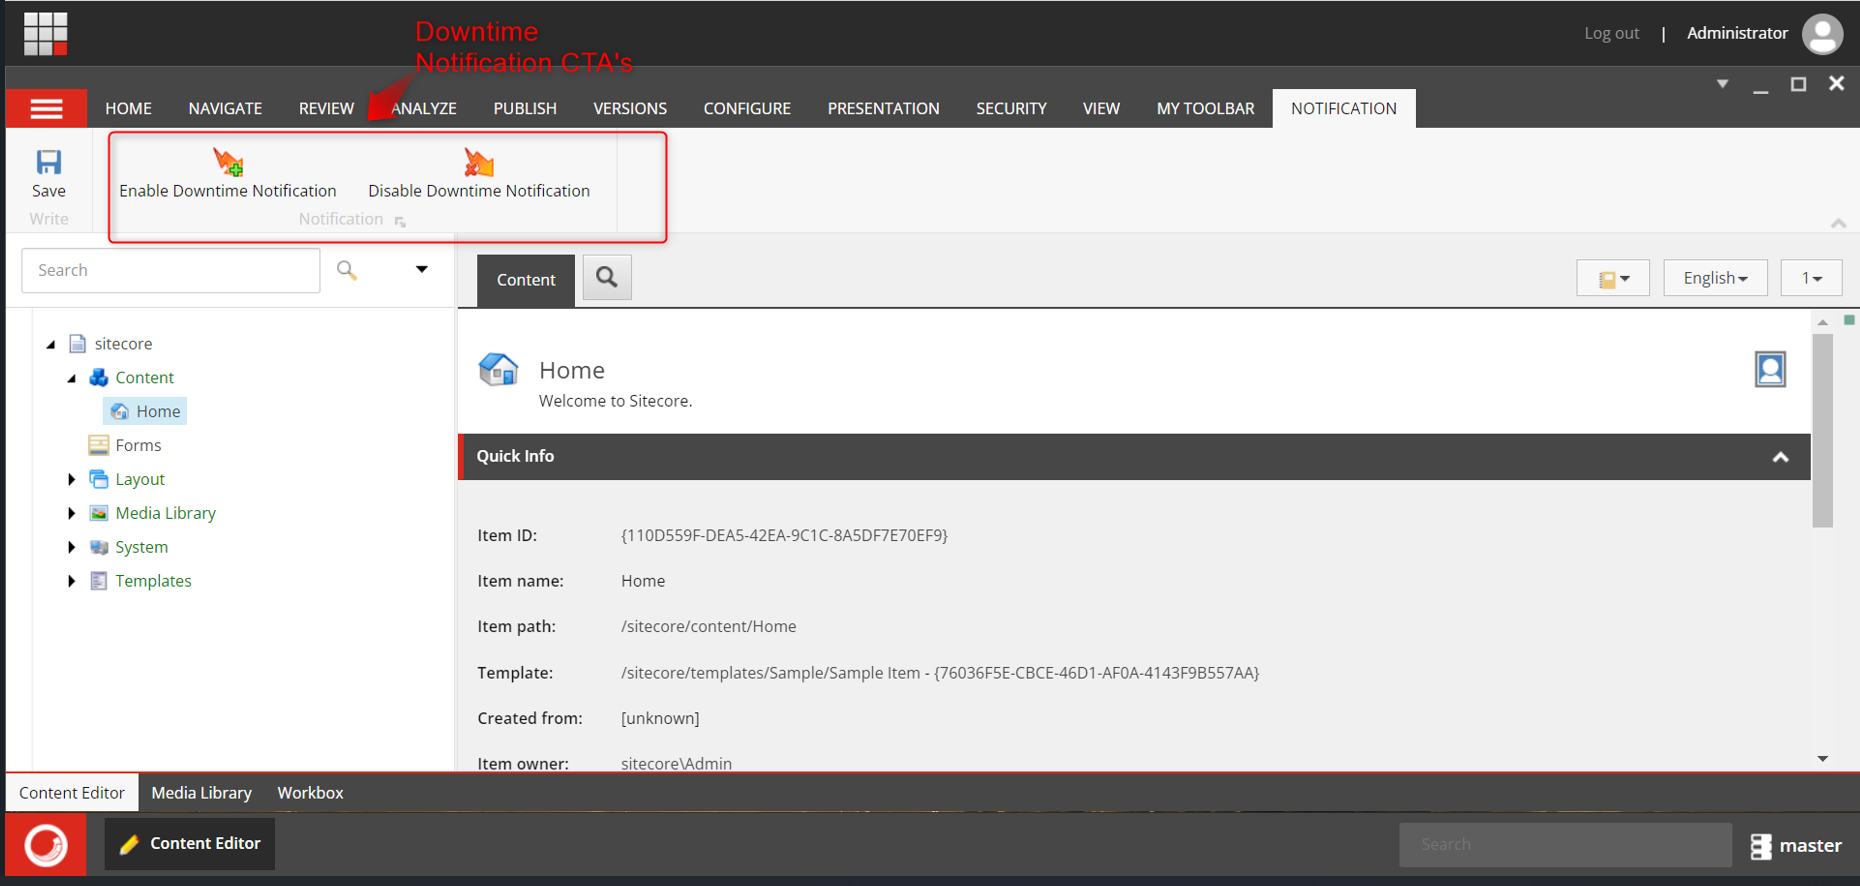 Downtime
Notification CTA's
Log out | Administrator
HOME NAVIGATE REVIEW ANALYZE PUBLISH VERSIONS CONFIGURE PRESENTATION SECURITY VIEW MY TOOLBAR NOTIFICATION
Save
Write
Enable Downtime Notification Disable Downtime Notification
Notification
Search
Content
English
1
sitecore
Content
Home
Forms
Layout
Media Library
System
Templates
Home
Welcome to Sitecore.
Quick Info
Item ID: {110D559F-DEA5-42EA-9C1C-8A5DF7E70EF9}
Item name: Home
Item path: /sitecore/content/Home
Template: /sitecore/templates/Sample/Sample Item - {76036F5E-CBCE-46D1-AF0A-4143F9B557AA}
Created from: [unknown]
Item owner: sitecore\Admin
Content Editor Media Library Workbox
Content Editor Search master